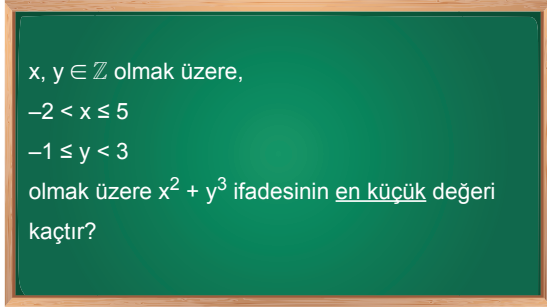 x, y ∈ ℤ olmak üzere,
–2 < x ≤ 5
–1 ≤ y < 3
olmak üzere x² + y³ ifadesinin en küçük değeri
kaçtır?